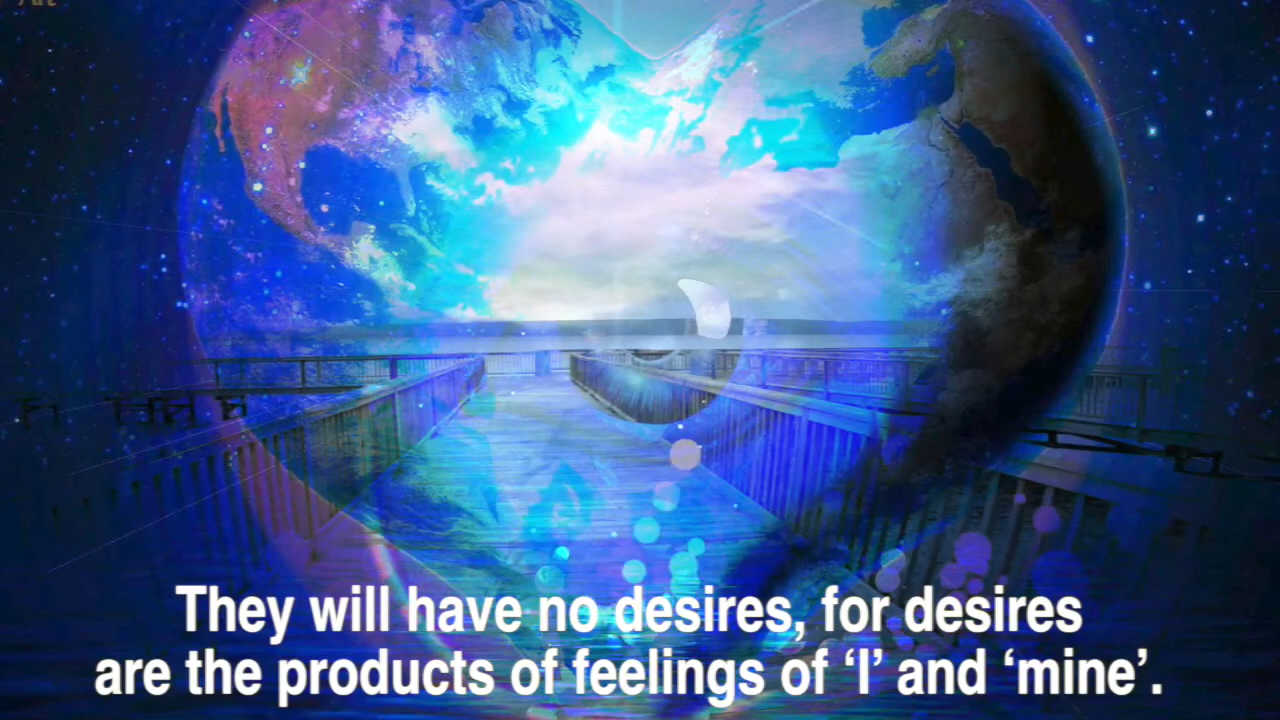 They will have no desires, for desires
are the products of feelings of ‘I’ and ‘mine’.